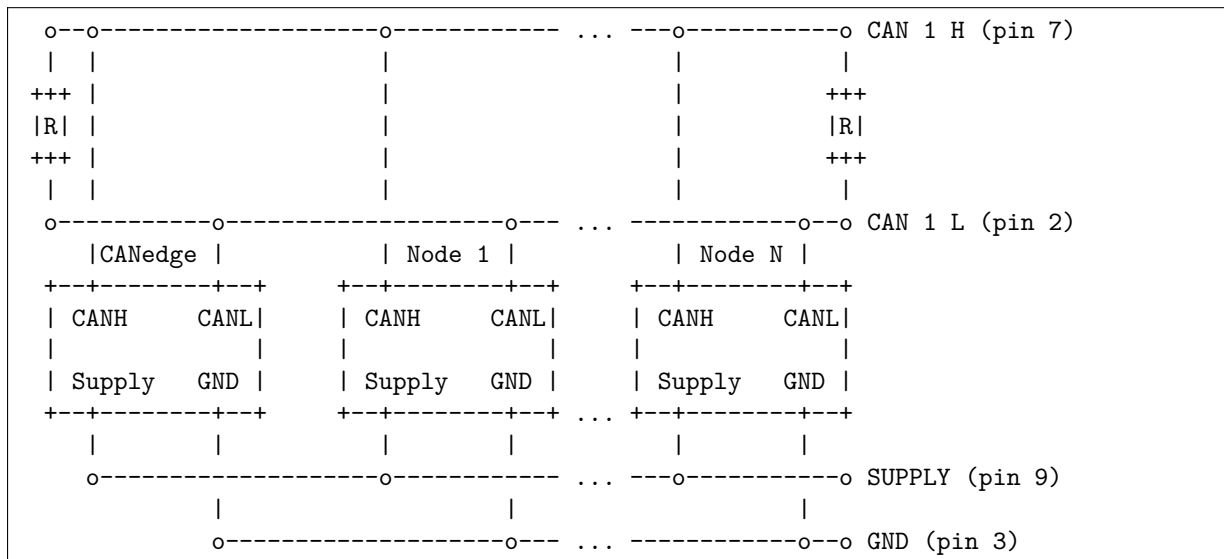 o--o--------------------o------------ ... ---o-----------o CAN 1 H (pin 7)
|  |                    |                    |           |
+++ |                    |                    |          +++
|R| |                    |                    |          |R|
+++ |                    |                    |          +++
|  |                    |                    |           |
o-----------o--------------------o--- ... ------------o--o CAN 1 L (pin 2)
|CANedge |           | Node 1 |           | Node N |
+--+--------+--+     +--+--------+--+     +--+--------+--+
| CANH     CANL|     | CANH     CANL|     | CANH     CANL|
|              |     |              |     |              |
| Supply   GND |     | Supply   GND |     | Supply   GND |
+--+--------+--+     +--+--------+--+ ... +--+--------+--+
|        |           |        |           |        |
o--------------------o------------ ... ---o-----------o SUPPLY (pin 9)
|                    |                    |
o--------------------o--- ... ------------o--o GND (pin 3)